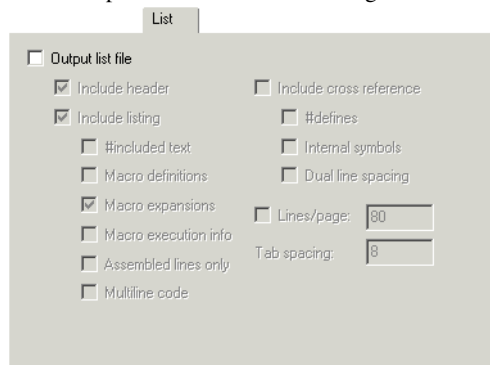 List
Output list file
Include header
Include listing
#included text
Macro definitions
Macro expansions
Macro execution info
Assembled lines only
Multiline code
Include cross reference
#defines
Internal symbols
Dual line spacing
Lines/page: 80
Tab spacing: 8